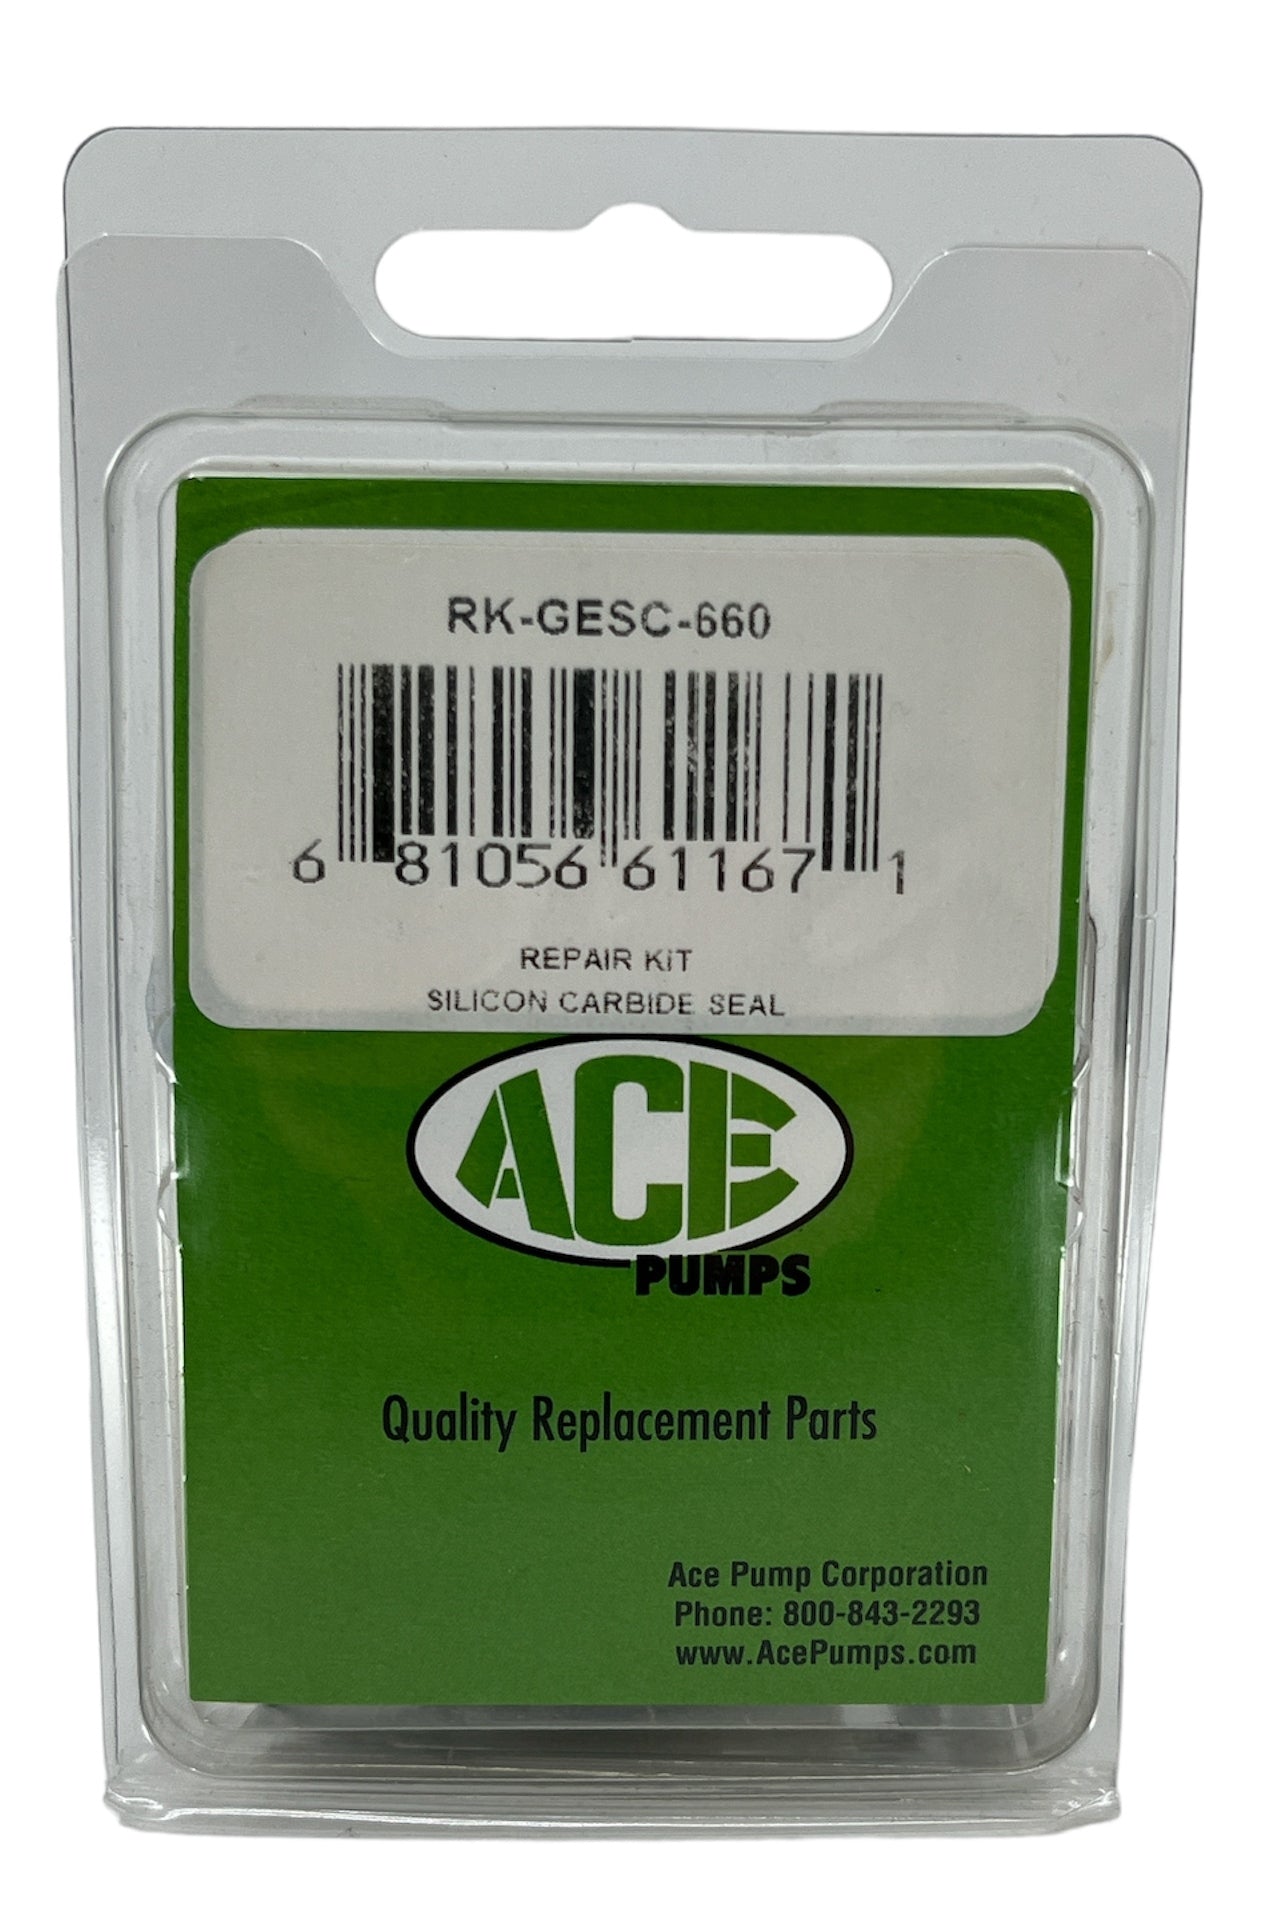 RK-GESC-660
6 81056 61167 1
REPAIR KIT
SILICON CARBIDE SEAL
ACE
PUMPS
Quality Replacement Parts
Ace Pump Corporation
Phone: 800-843-2293
www.AcePumps.com